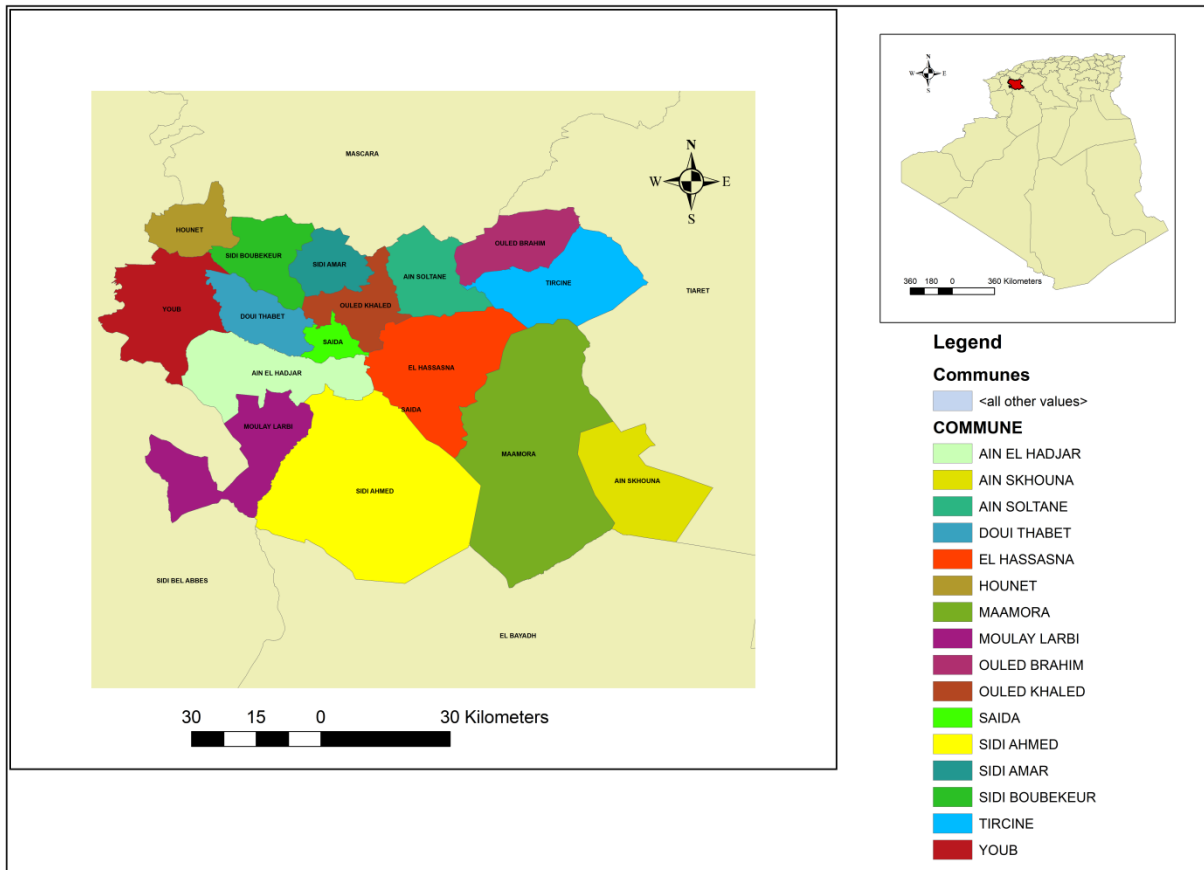 MASCARA
N
W E
S
HOUNET
OULED BRAHIM
SIDI BOUBEKEUR
SIDI AMAR
AIN SOLTANE
TIRCINE
TIARET
YOUB
DOUI THABET
OULED KHALED
SAIDA
AIN EL HADJAR
EL HASSASNA
SAIDA
MOULAY LARBI
MAAMORA
SIDI AHMED
AIN SKHOUNA
SIDI BEL ABBES
EL BAYADH
30 15 0 30 Kilometers
N
W E
S
360 180 0 360 Kilometers
Legend
Communes
<all other values>
COMMUNE
AIN EL HADJAR
AIN SKHOUNA
AIN SOLTANE
DOUI THABET
EL HASSASNA
HOUNET
MAAMORA
MOULAY LARBI
OULED BRAHIM
OULED KHALED
SAIDA
SIDI AHMED
SIDI AMAR
SIDI BOUBEKEUR
TIRCINE
YOUB